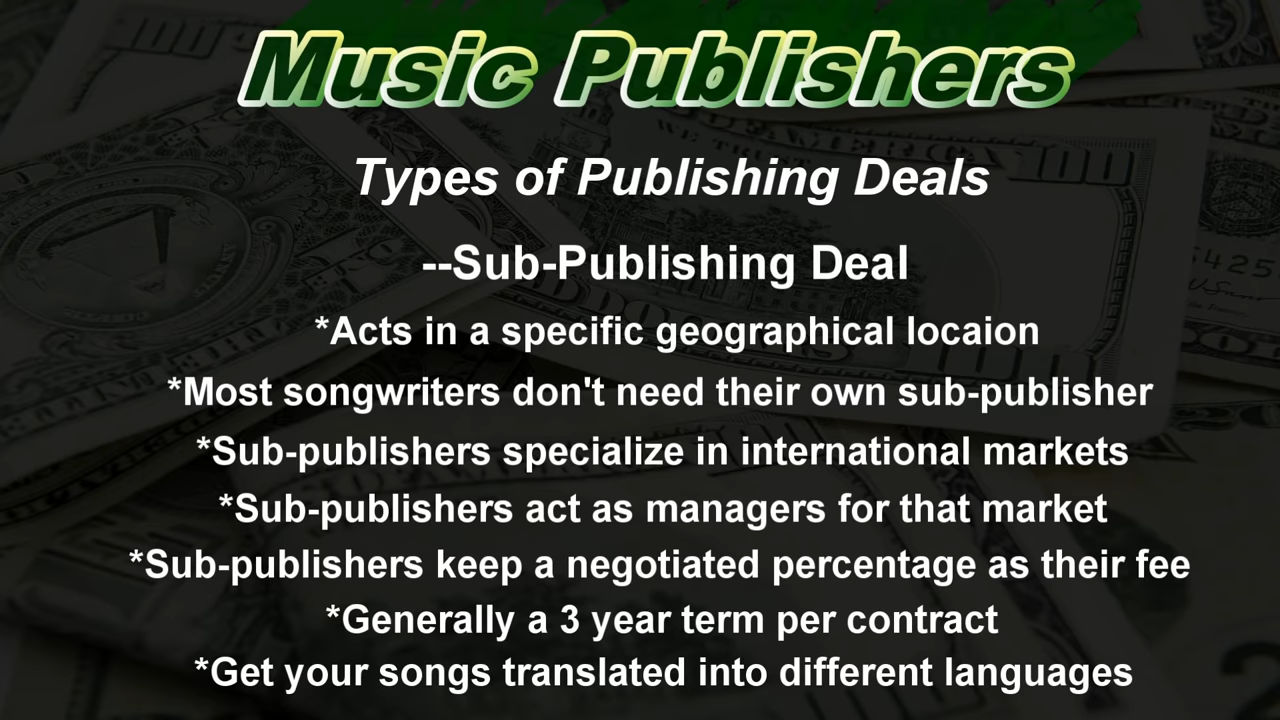 Music Publishers
Types of Publishing Deals
--Sub-Publishing Deal
*Acts in a specific geographical locaion
*Most songwriters don't need their own sub-publisher
*Sub-publishers specialize in international markets
*Sub-publishers act as managers for that market
*Sub-publishers keep a negotiated percentage as their fee
*Generally a 3 year term per contract
*Get your songs translated into different languages